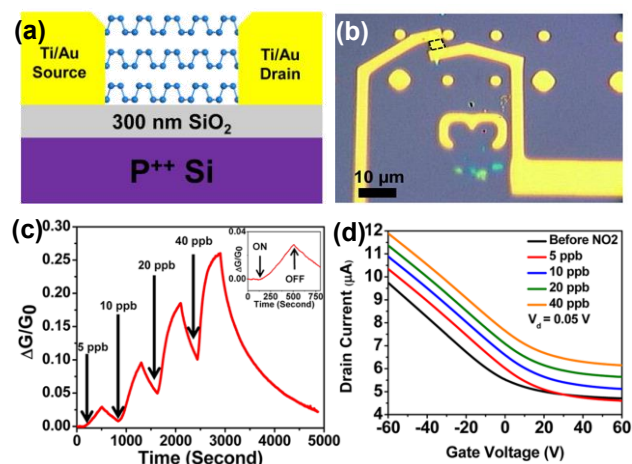 (a)
Ti/Au
Source
Ti/Au
Drain
300 nm SiO₂
P⁺⁺ Si
(b)
10 µm
(c)
ΔG/G₀
0.30
0.25
0.20
0.15
0.10
0.05
0.00
5 ppb
10 ppb
20 ppb
40 ppb
0.04
0.00
ΔG/G₀
ON
OFF
0 250 500 750
Time (Second)
0 1000 2000 3000 4000 5000
Time (Second)
(d)
Drain Current (µA)
12
11
10
9
8
7
6
5
4
Before NO2
5 ppb
10 ppb
20 ppb
40 ppb
V_d = 0.05 V
-60 -40 -20 0 20 40 60
Gate Voltage (V)